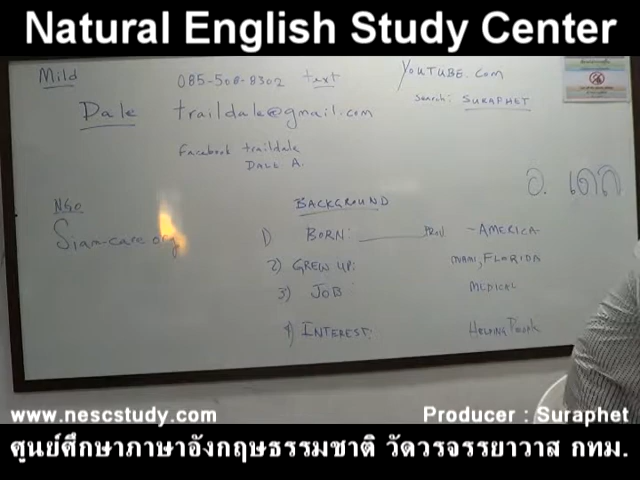 Natural English Study Center
Mild
085-508-8302 text
YOUTUBE.COM
Search: SURAPHET
Dale traildale@gmail.com
Facebook traildale
DALE A.
อ. เดล
NGO
Siam-care.org
BACKGROUND
1) BORN: ________ - AMERICA
2) GREW UP: MIAMI, FLORIDA
3) JOB: MEDICAL
4) INTEREST: HELPING People
www.nescstudy.com
Producer : Suraphet
ศูนย์ศึกษาภาษาอังกฤษธรรมชาติ วัดวรจรรยาวาส กทม.